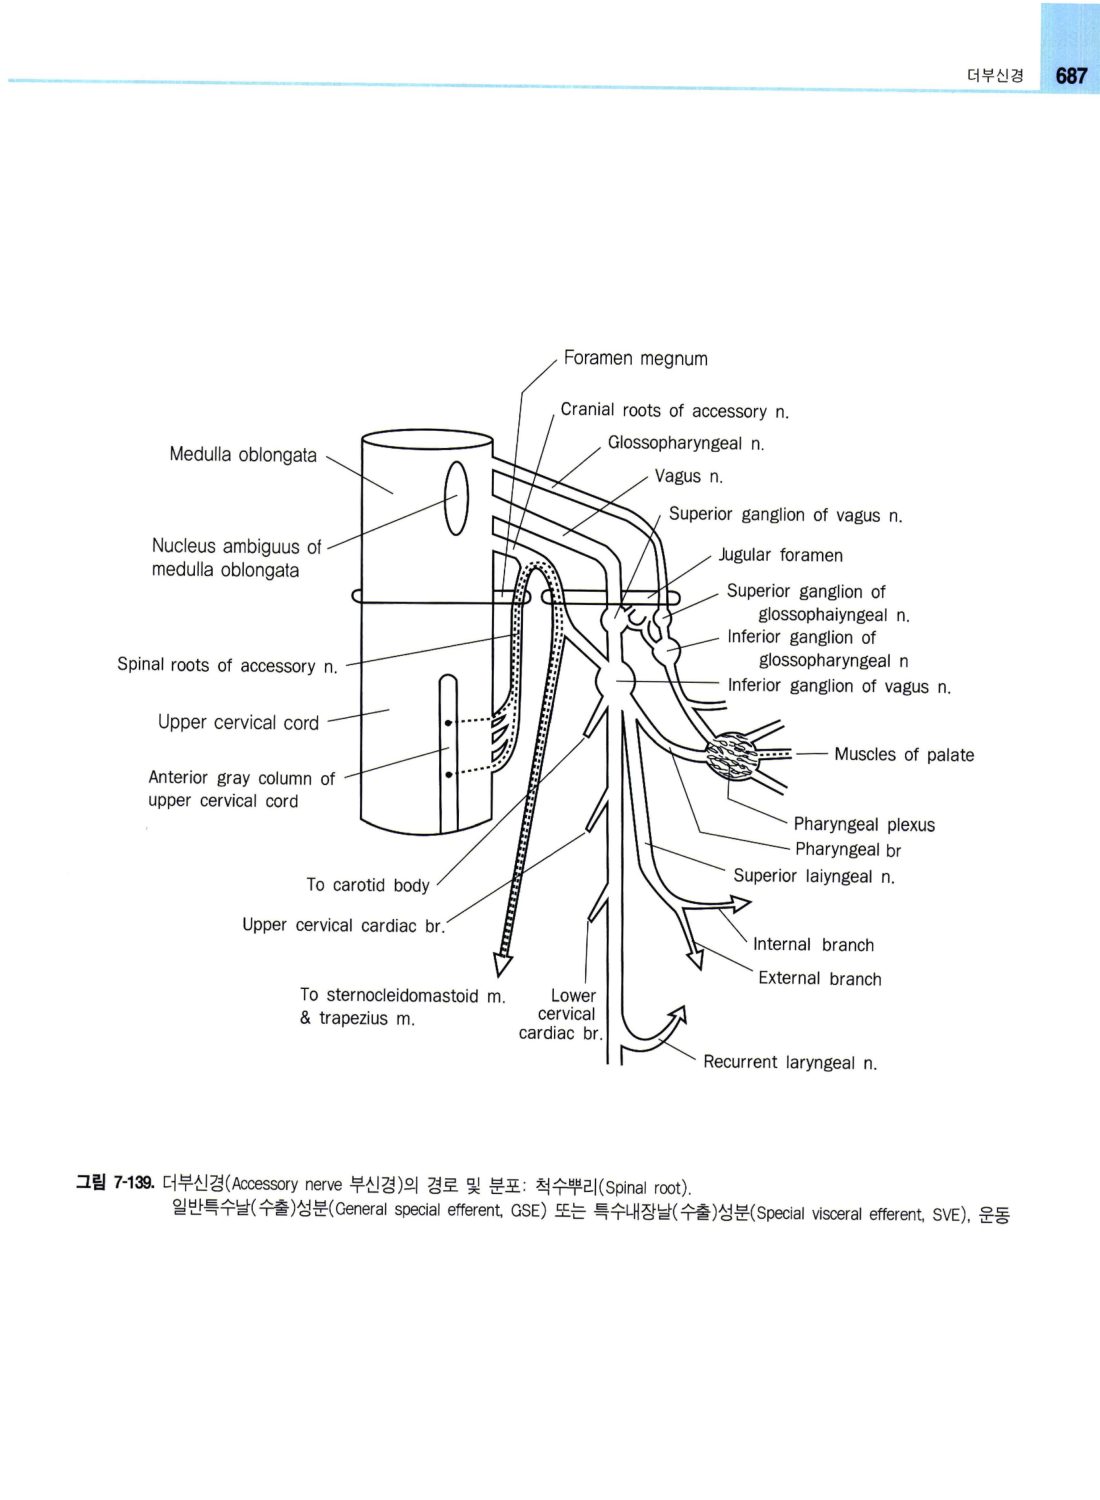 더부신경 687
Foramen megnum
Cranial roots of accessory n.
Glossopharyngeal n.
Medulla oblongata
Vagus n.
Superior ganglion of vagus n.
Nucleus ambiguus of
medulla oblongata
Jugular foramen
Superior ganglion of
glossophaiyngeal n.
Inferior ganglion of
glossopharyngeal n
Spinal roots of accessory n.
Inferior ganglion of vagus n.
Upper cervical cord
Muscles of palate
Anterior gray column of
upper cervical cord
Pharyngeal plexus
Pharyngeal br
Superior laiyngeal n.
To carotid body
Upper cervical cardiac br.
Internal branch
External branch
To sternocleidomastoid m.
& trapezius m.
Lower
cervical
cardiac br.
Recurrent laryngeal n.
그림 7-139. 더부신경(Accessory nerve 부신경)의 경로 및 분포: 척수뿌리(Spinal root).
일반특수날(수출)성분(General special efferent, GSE) 또는 특수내장날(수출)성분(Special visceral efferent, SVE), 운동